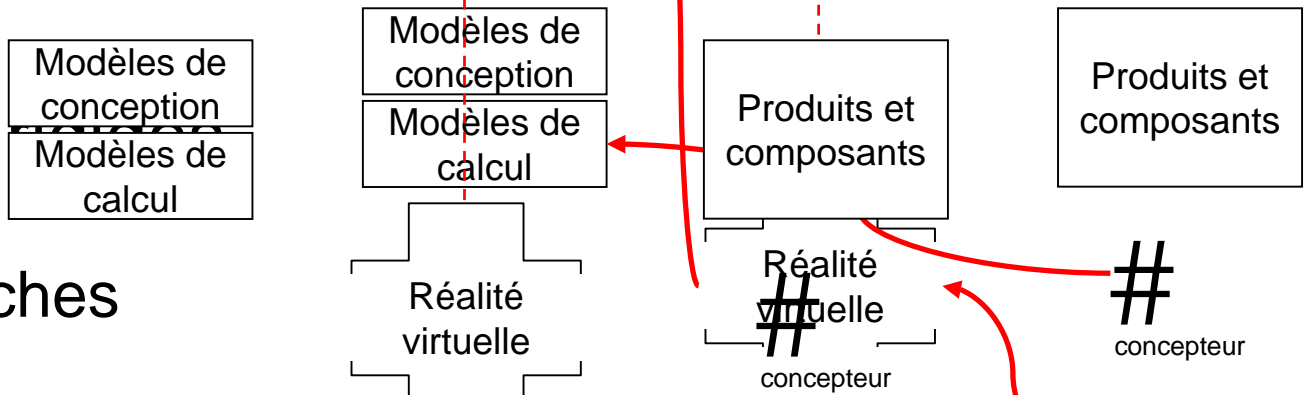 Modèles de
conception
Modèles de
calcul
Modèles de
conception
Modèles de
calcul
Produits et
composants
Produits et
composants
ches
Réalité
virtuelle
Réalité
virtuelle
#
concepteur
#
concepteur